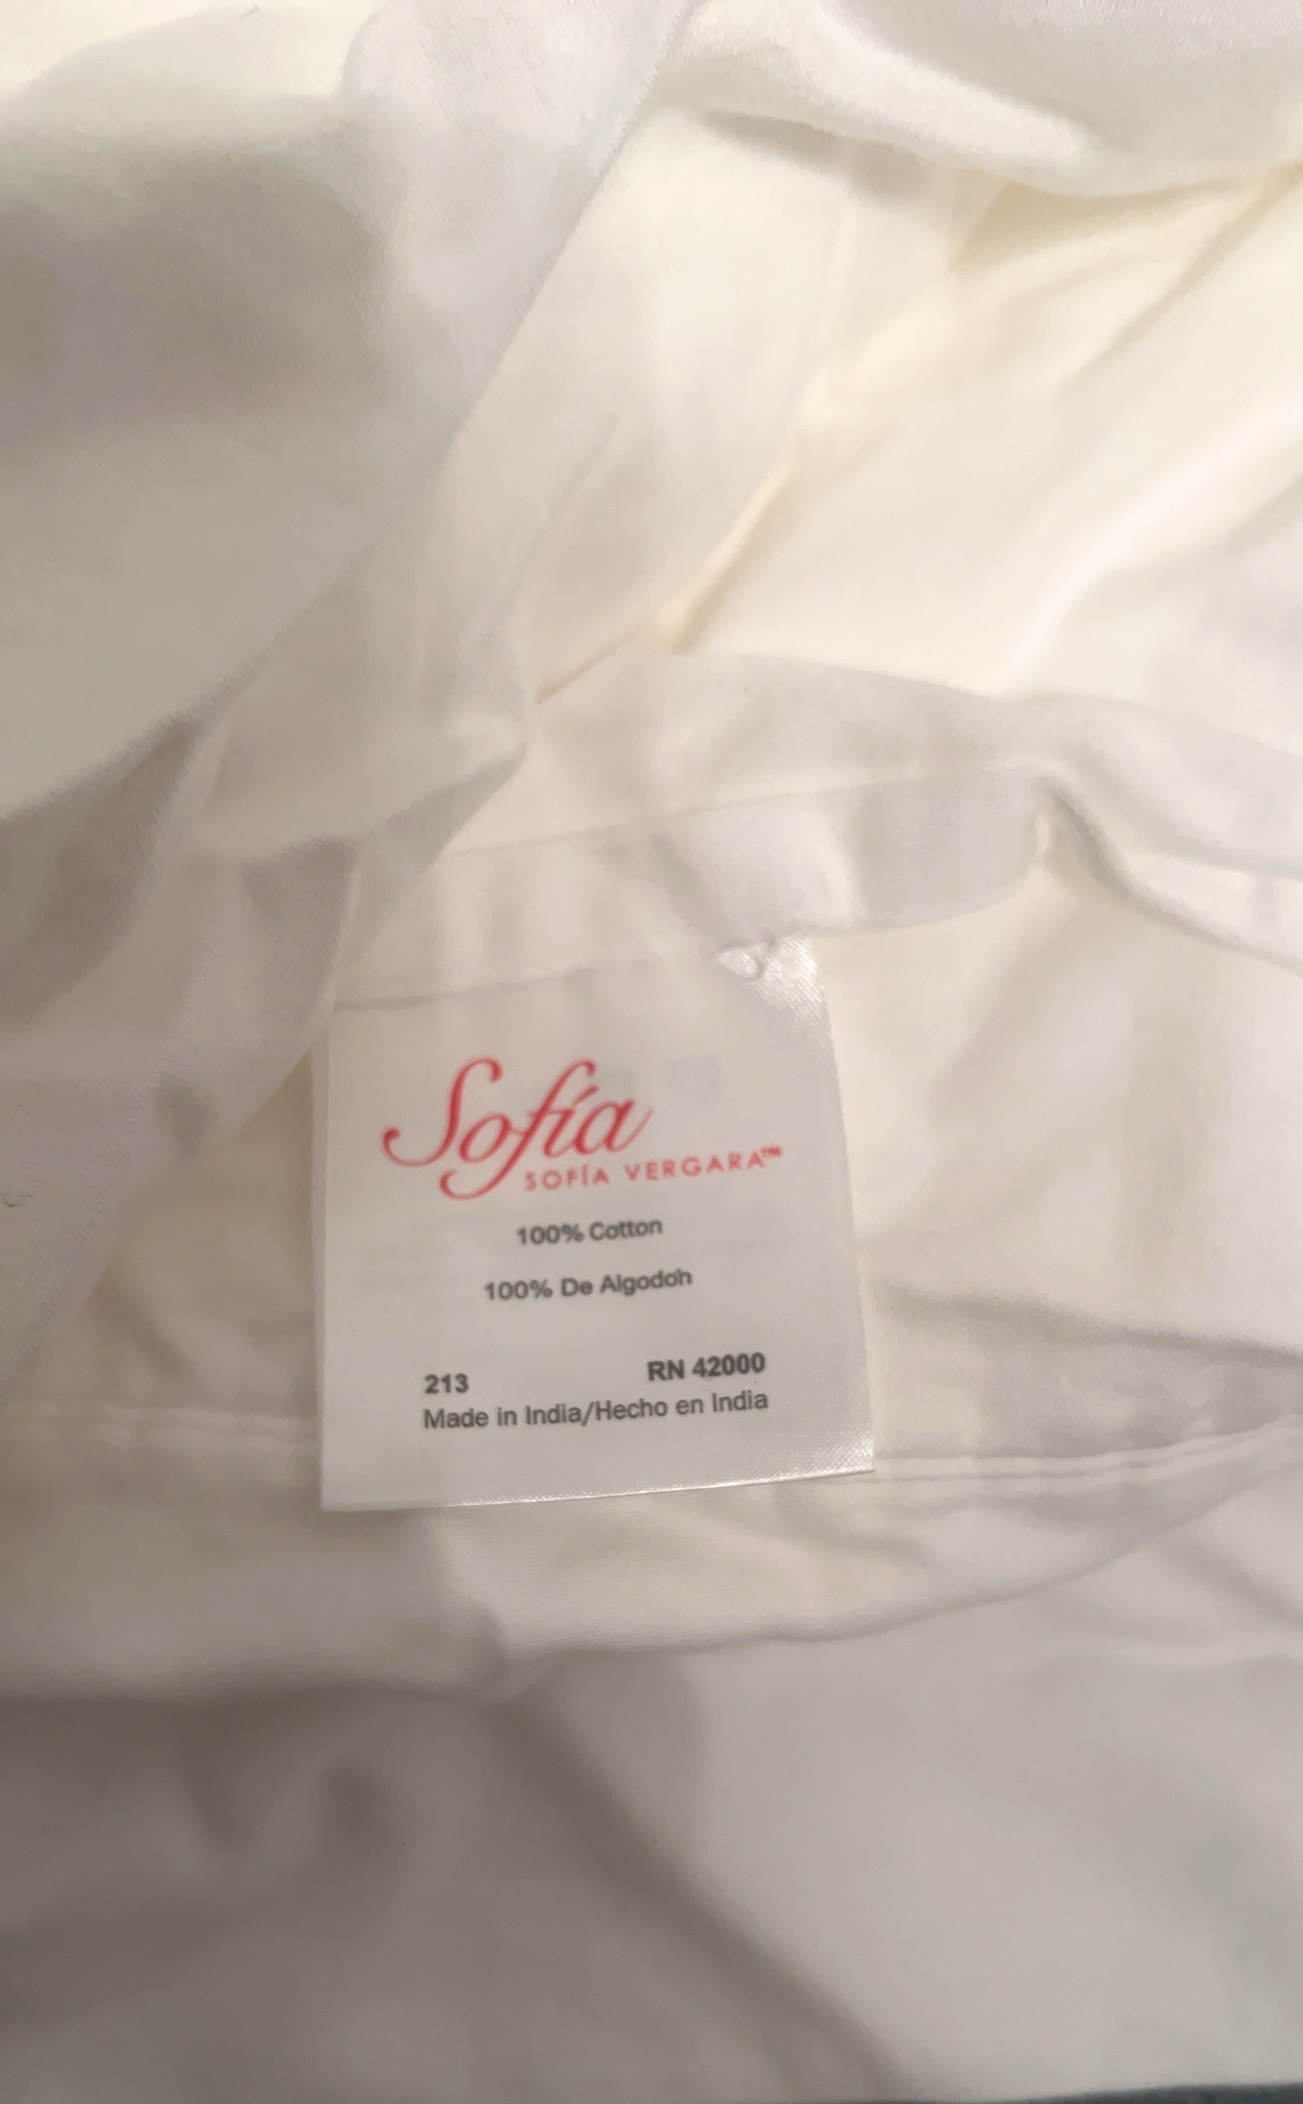 Sofía
SOFÍA VERGARA™
100% Cotton
100% De Algodoh
213 RN 42000
Made in India/Hecho en India